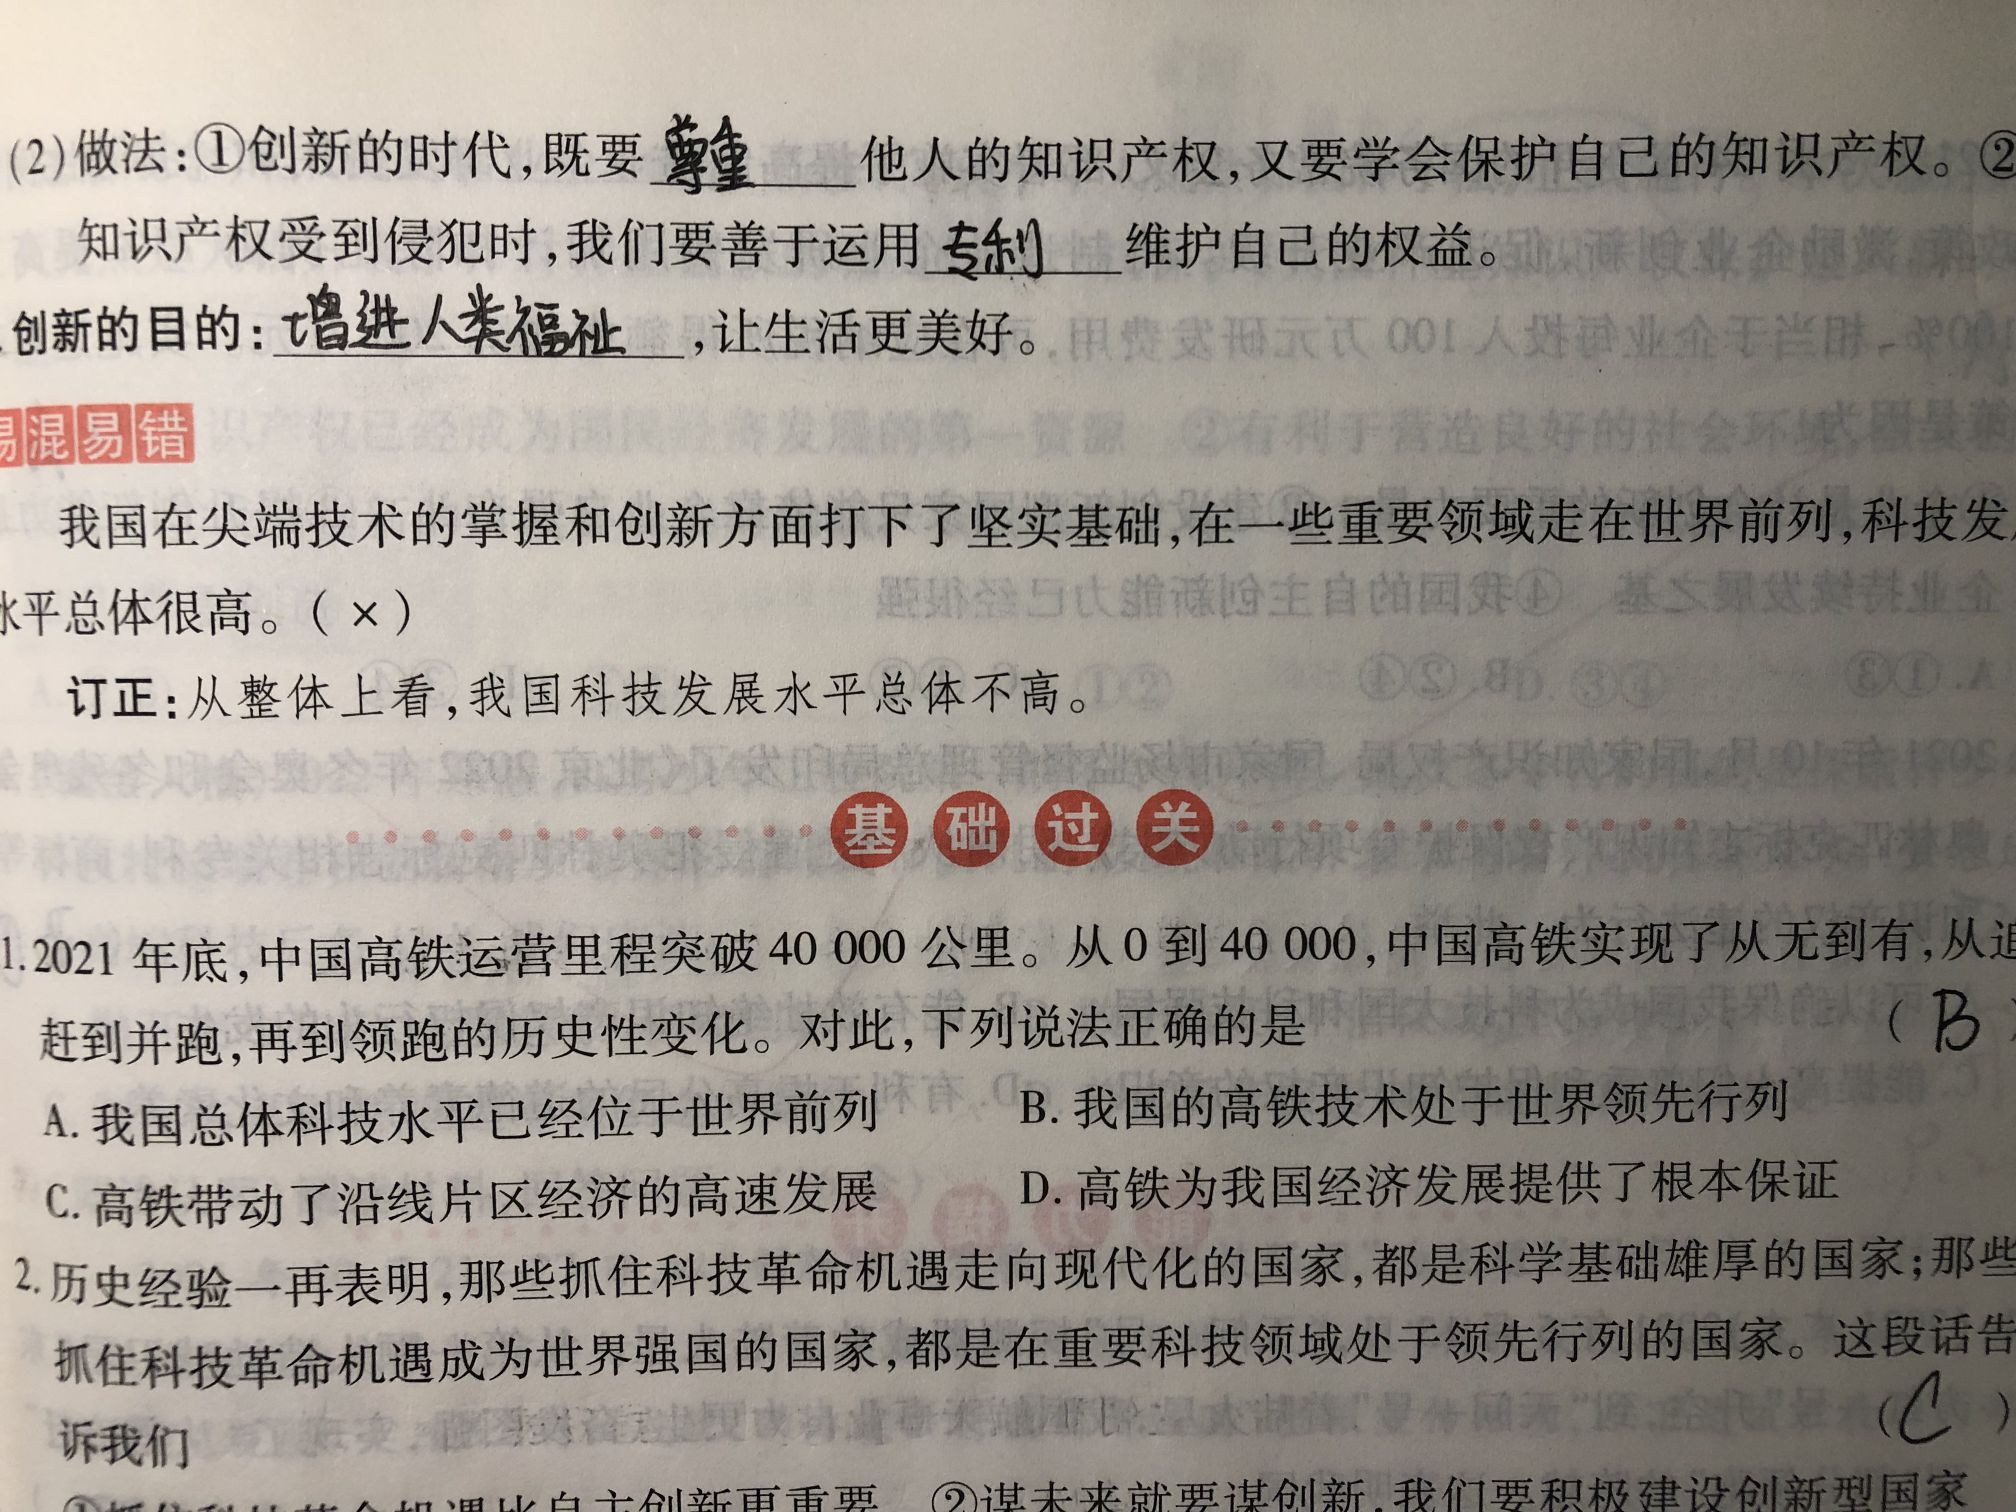 (2)做法:①创新的时代,既要 尊重 他人的知识产权,又要学会保护自己的知识产权。②
知识产权受到侵犯时,我们要善于运用 专利 维护自己的权益。
创新的目的: 增进人类福祉 ,让生活更美好。
易混易错
我国在尖端技术的掌握和创新方面打下了坚实基础,在一些重要领域走在世界前列,科技发
水平总体很高。( × )
订正:从整体上看,我国科技发展水平总体不高。
基础过关
1.2021 年底,中国高铁运营里程突破 40 000 公里。从 0 到 40 000,中国高铁实现了从无到有,从追
赶到并跑,再到领跑的历史性变化。对此,下列说法正确的是 ( B )
A. 我国总体科技水平已经位于世界前列 B. 我国的高铁技术处于世界领先行列
C. 高铁带动了沿线片区经济的高速发展 D. 高铁为我国经济发展提供了根本保证
2. 历史经验一再表明,那些抓住科技革命机遇走向现代化的国家,都是科学基础雄厚的国家;那些
抓住科技革命机遇成为世界强国的国家,都是在重要科技领域处于领先行列的国家。这段话告
诉我们 ( C )
①抓住科技革命机遇比自主创新更重要 ②谋未来就要谋创新,我们要积极建设创新型国家